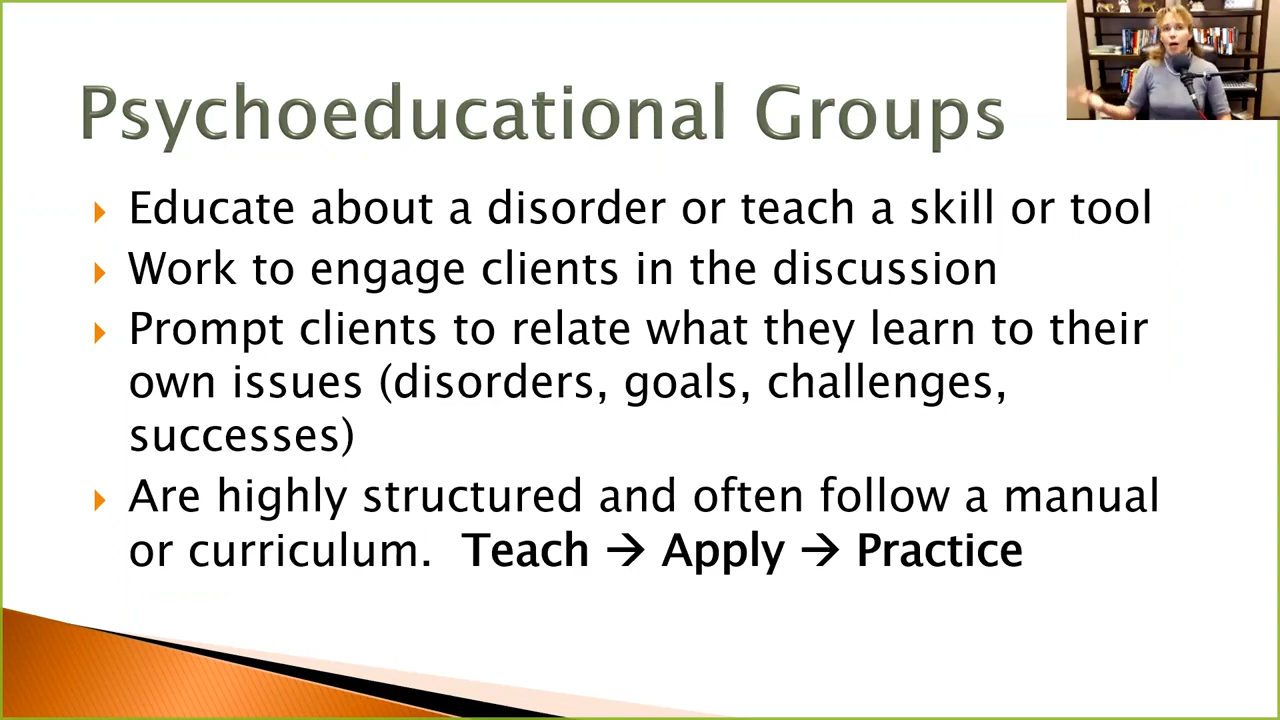 Psychoeducational Groups
Educate about a disorder or teach a skill or tool
Work to engage clients in the discussion
Prompt clients to relate what they learn to their
own issues (disorders, goals, challenges,
successes)
Are highly structured and often follow a manual
or curriculum. Teach → Apply → Practice